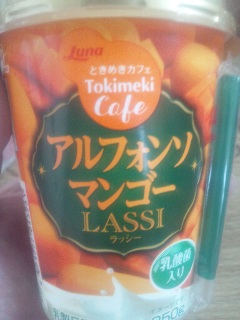 Luna
ときめきカフェ
Tokimeki
Cafe
アルフォンソ
マンゴー
LASSI
ラッシー
乳酸菌
入り